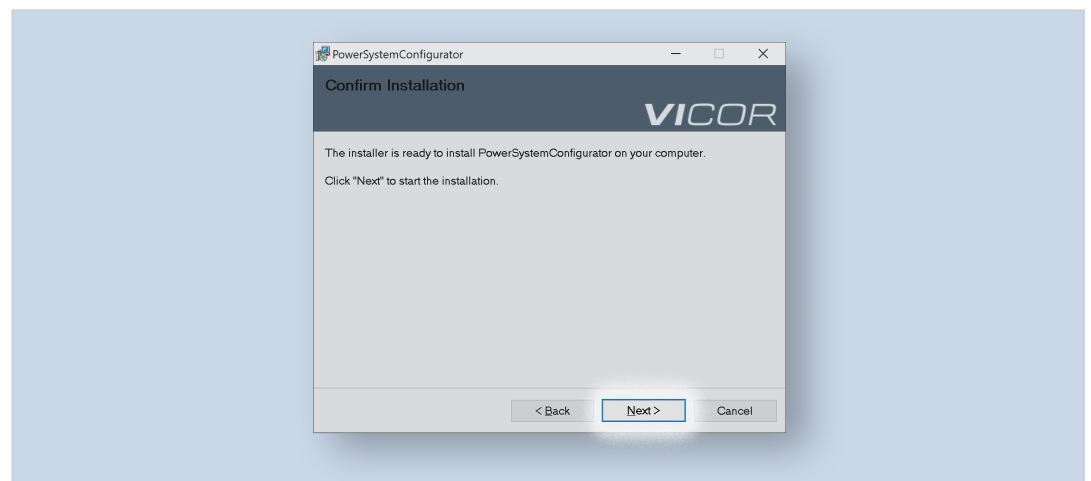 PowerSystemConfigurator
Confirm Installation
VICOR
The installer is ready to install PowerSystemConfigurator on your computer.
Click "Next" to start the installation.
< Back
Next >
Cancel